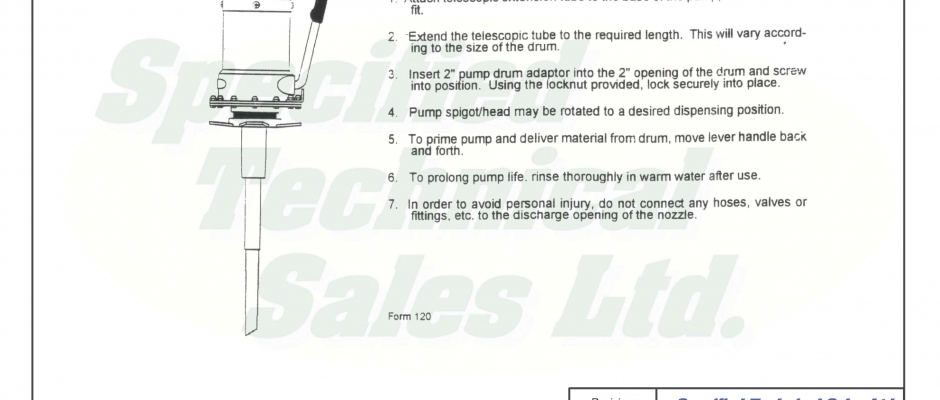 1. Attach telescopic extension tube to the base of the pump,
fit.
2. Extend the telescopic tube to the required length. This will vary accord-
ing to the size of the drum.
3. Insert 2" pump drum adaptor into the 2" opening of the drum and screw
into position. Using the locknut provided, lock securely into place.
4. Pump spigot/head may be rotated to a desired dispensing position.
5. To prime pump and deliver material from drum, move lever handle back
and forth.
6. To prolong pump life. rinse thoroughly in warm water after use.
7. In order to avoid personal injury, do not connect any hoses, valves or
fittings, etc. to the discharge opening of the nozzle.
Form 120
Specified
Technical
Sales Ltd.
Specified Technical Sales Ltd.